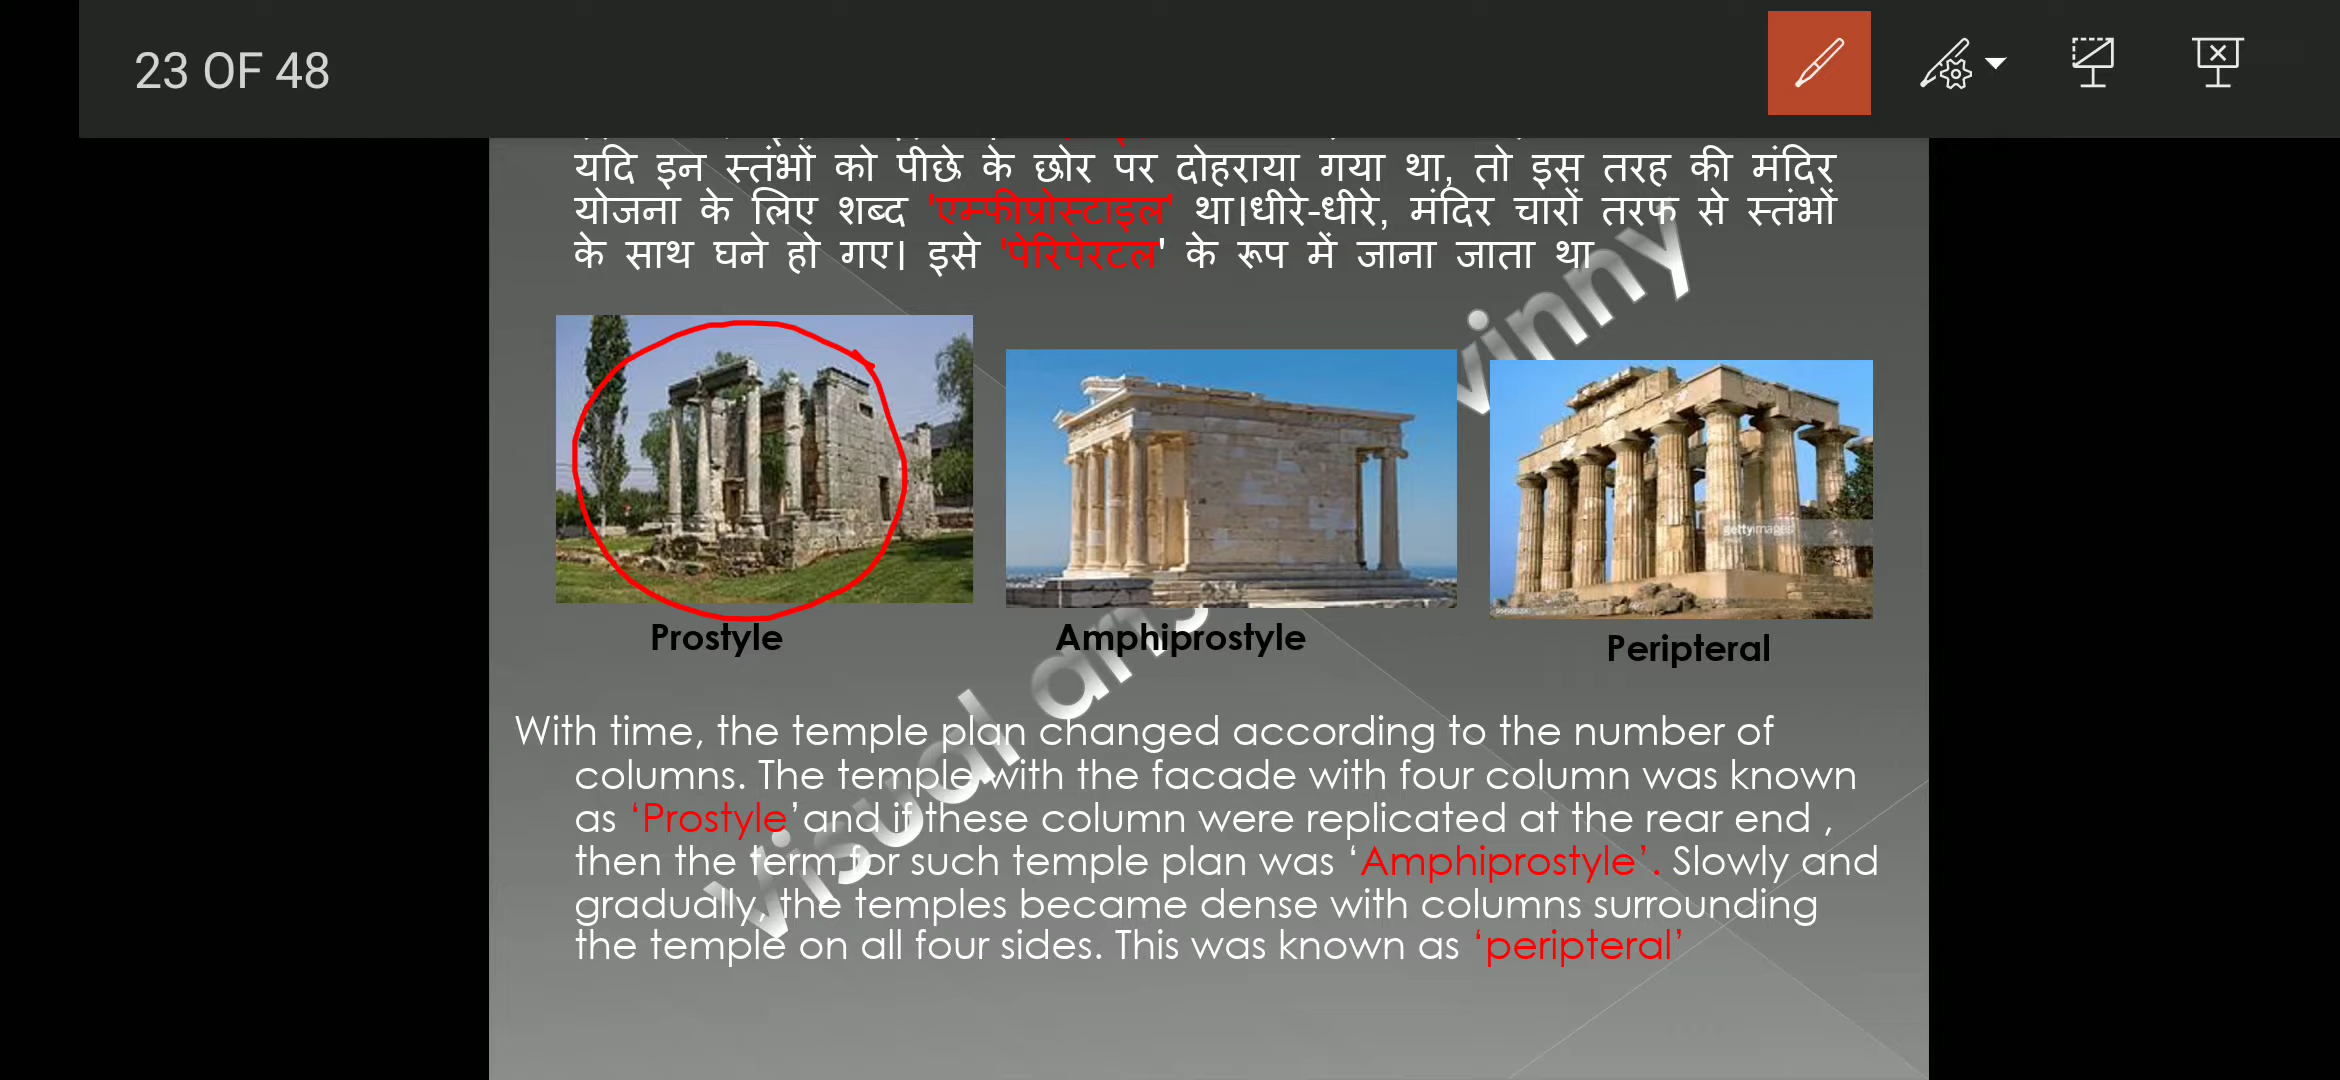 23 OF 48
यदि इन स्तंभों को पीछे के छोर पर दोहराया गया था, तो इस तरह की मंदिर
योजना के लिए शब्द 'एम्फीप्रोस्टाइल' था।धीरे-धीरे, मंदिर चारों तरफ से स्तंभों
के साथ घने हो गए। इसे 'पेरिपेरटल' के रूप में जाना जाता था
gettyimages
Prostyle
Amphiprostyle
Peripteral
With time, the temple plan changed according to the number of
columns. The temple with the facade with four column was known
as ‘Prostyle’and if these column were replicated at the rear end ,
then the term for such temple plan was ‘Amphiprostyle’. Slowly and
gradually, the temples became dense with columns surrounding
the temple on all four sides. This was known as ‘peripteral’
visual arts vinny